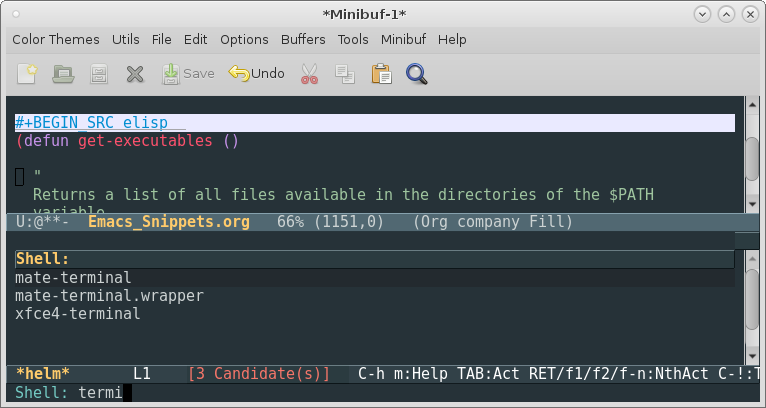 *Minibuf-1*
Color Themes Utils File Edit Options Buffers Tools Minibuf Help
Save Undo
#+BEGIN_SRC elisp
(defun get-executables ()
"
Returns a list of all files available in the directories of the $PATH
variable
U:@**- Emacs_Snippets.org 66% (1151,0) (Org company Fill)
Shell:
mate-terminal
mate-terminal.wrapper
xfce4-terminal
*helm* L1 [3 Candidate(s)] C-h m:Help TAB:Act RET/f1/f2/f-n:NthAct C-!:T
Shell: termi